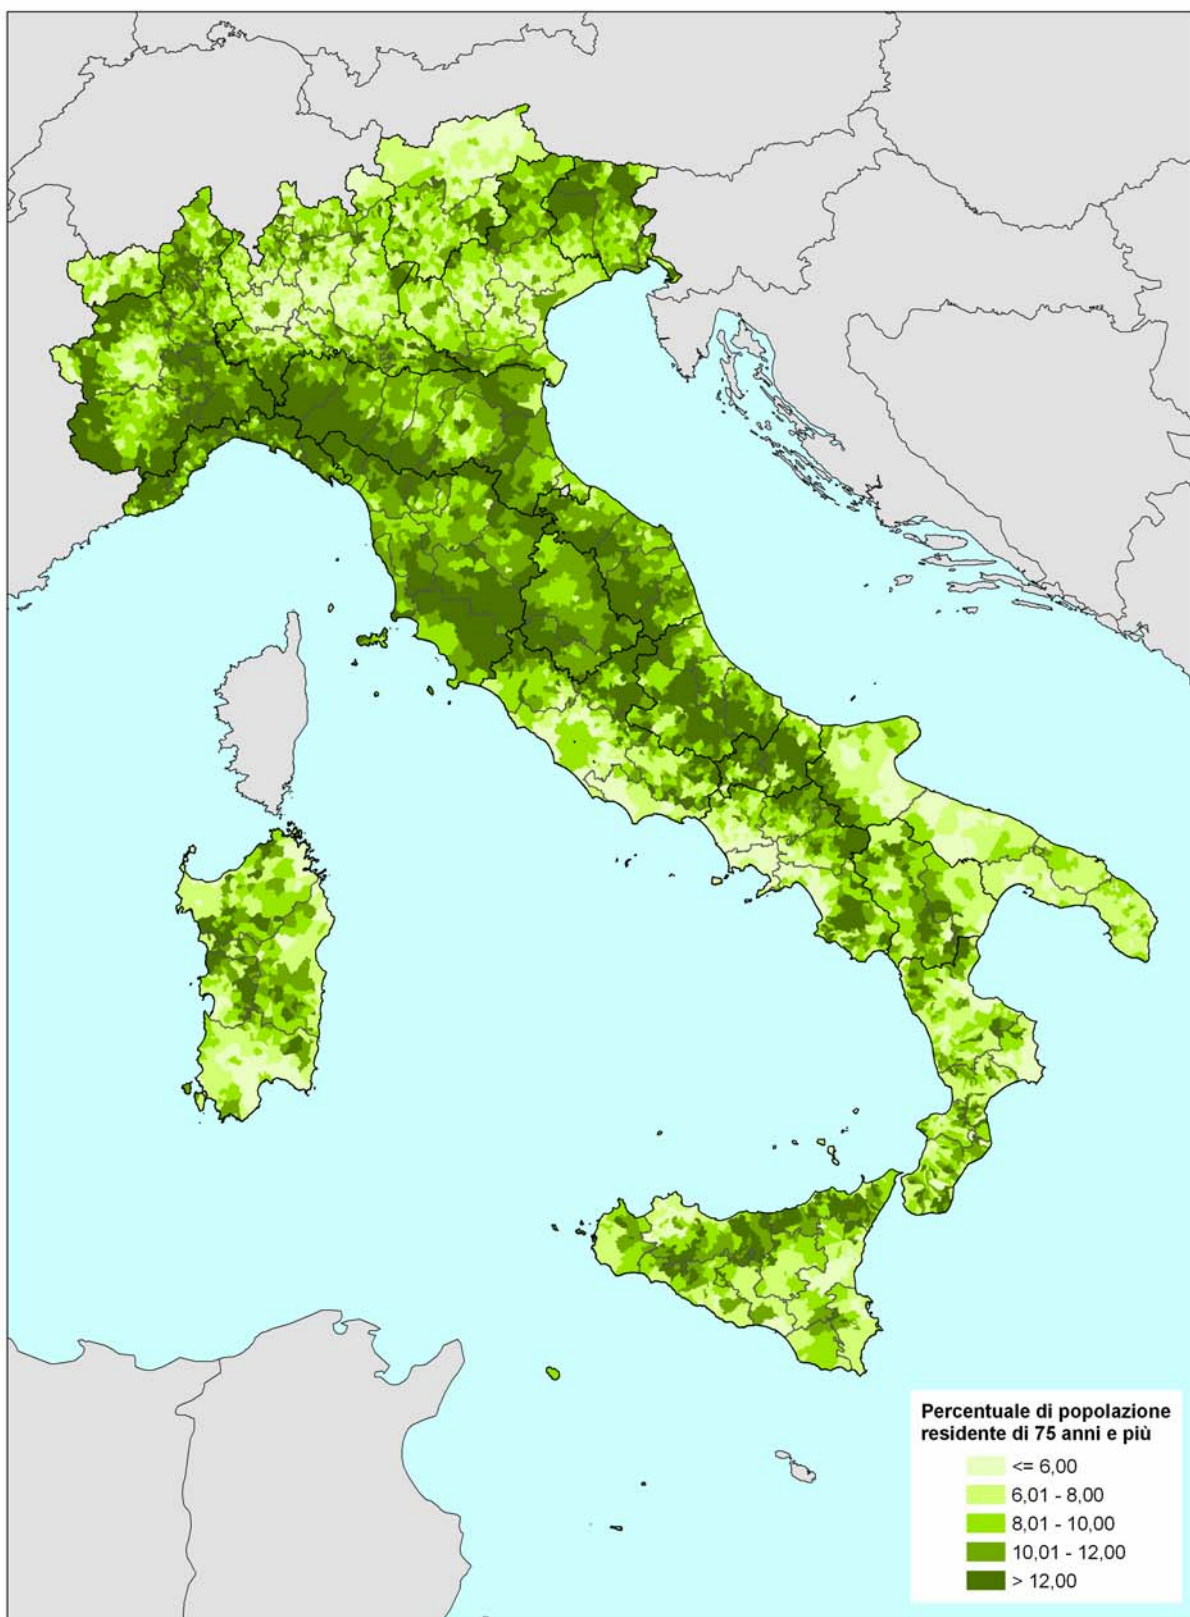 Percentuale di popolazione
residente di 75 anni e più
<= 6,00
6,01 - 8,00
8,01 - 10,00
10,01 - 12,00
> 12,00